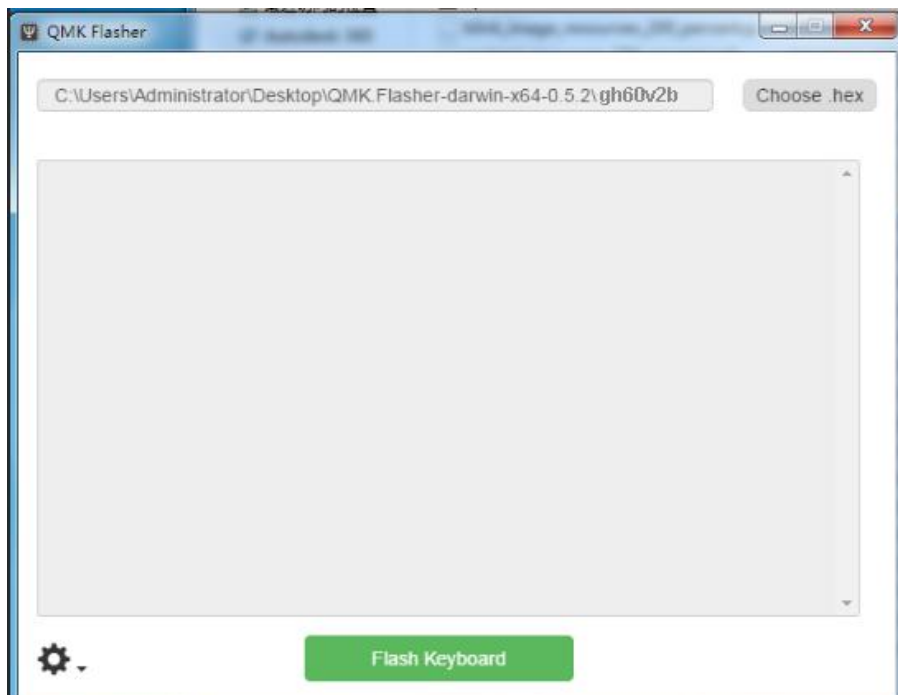 QMK Flasher
C:\Users\Administrator\Desktop\QMK.Flasher-darwin-x64-0.5.2\gh60v2b
Choose .hex
Flash Keyboard